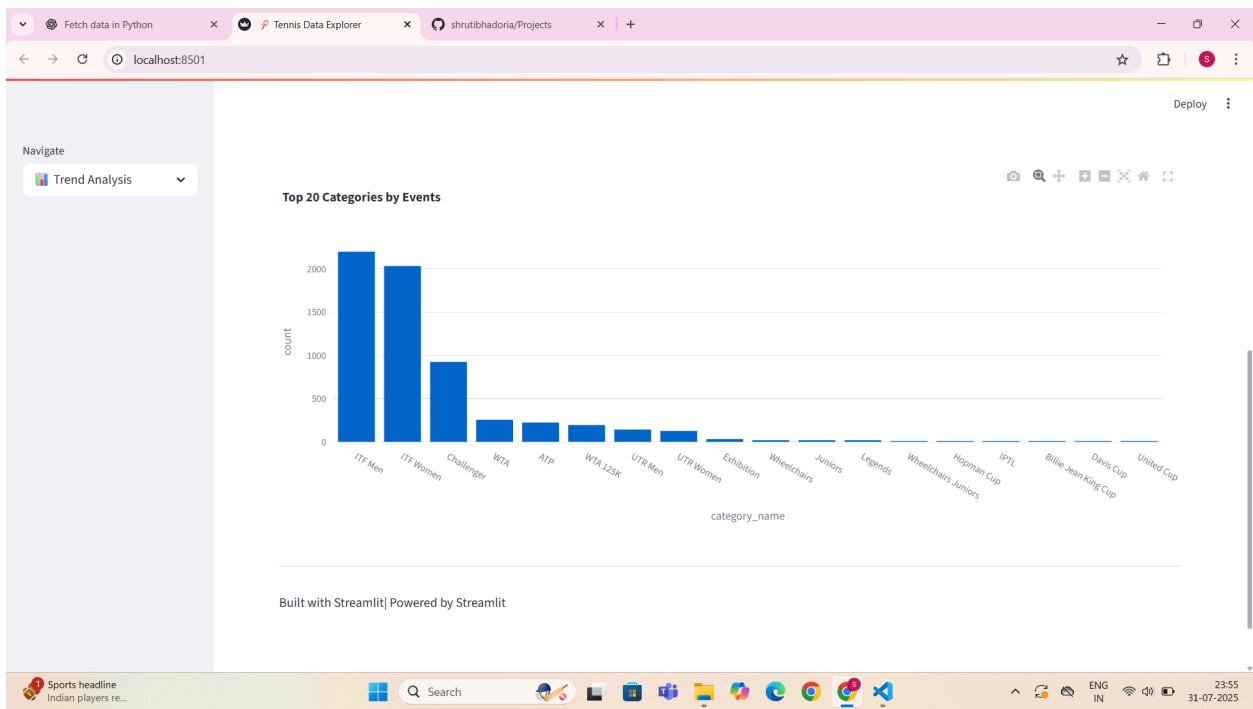 Fetch data in Python
Tennis Data Explorer
shrutibhadoria/Projects
localhost:8501
S
Deploy
Navigate
Trend Analysis
Top 20 Categories by Events
2000
1500
1000
500
0
count
ITF Men
ITF Women
Challenger
WTA
ATP
WTA 125K
UTR Men
UTR Women
Exhibition
Wheelchairs
Juniors
Legends
Wheelchairs Juniors
Hopman Cup
IPTL
Billie Jean King Cup
Davis Cup
United Cup
category_name
Built with Streamlit| Powered by Streamlit
1
Sports headline
Indian players re...
Search
S
ENG
IN
23:55
31-07-2025